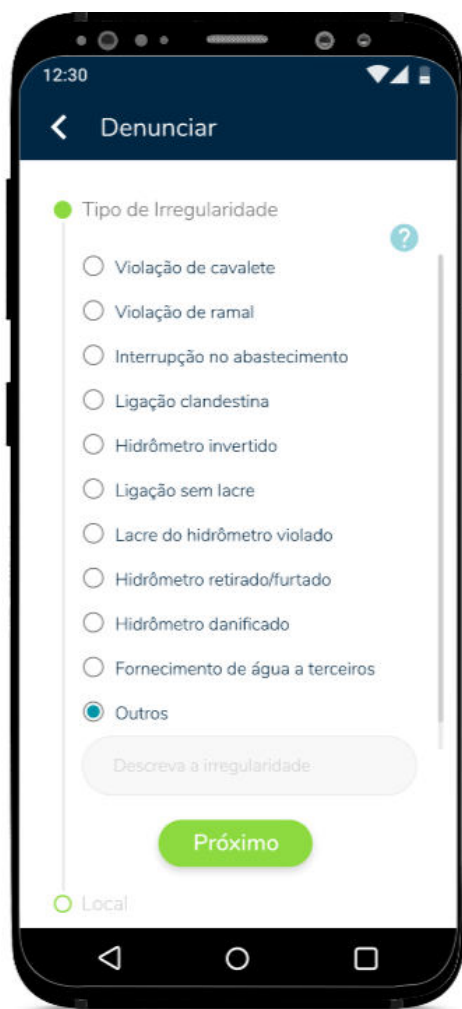 12:30
Denunciar
Tipo de Irregularidade
?
Violação de cavalete
Violação de ramal
Interrupção no abastecimento
Ligação clandestina
Hidrômetro invertido
Ligação sem lacre
Lacre do hidrômetro violado
Hidrômetro retirado/furtado
Hidrômetro danificado
Fornecimento de água a terceiros
Outros
Descreva a irregularidade
Próximo
Local